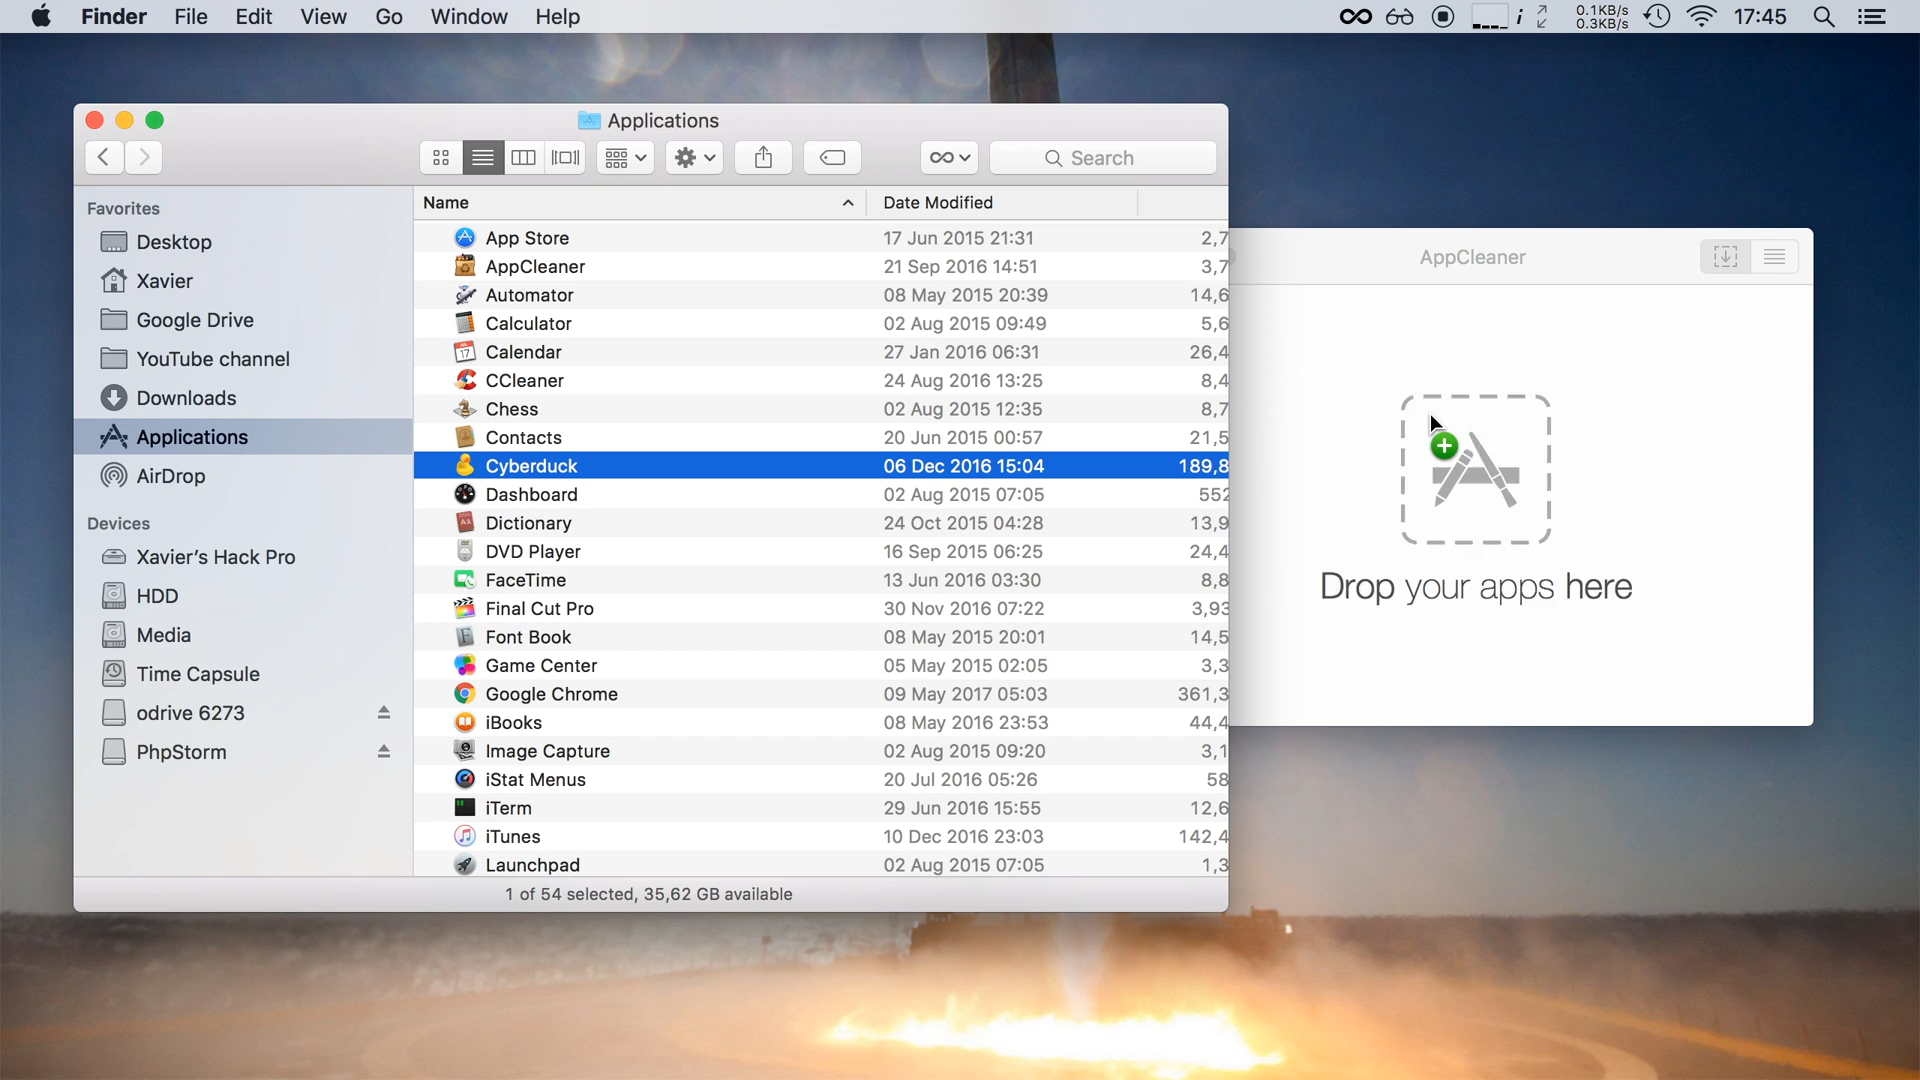 Finder File Edit View Go Window Help
0.1KB/s
0.3KB/s
17:45
Applications
Search
Favorites
Desktop
Xavier
Google Drive
YouTube channel
Downloads
Applications
AirDrop
Devices
Xavier's Hack Pro
HDD
Media
Time Capsule
odrive 6273
PhpStorm
Name Date Modified
App Store 17 Jun 2015 21:31 2,7
AppCleaner 21 Sep 2016 14:51 3,7
Automator 08 May 2015 20:39 14,6
Calculator 02 Aug 2015 09:49 5,6
Calendar 27 Jan 2016 06:31 26,4
CCleaner 24 Aug 2016 13:25 8,4
Chess 02 Aug 2015 12:35 8,7
Contacts 20 Jun 2015 00:57 21,5
Cyberduck 06 Dec 2016 15:04 189,8
Dashboard 02 Aug 2015 07:05 552
Dictionary 24 Oct 2015 04:28 13,9
DVD Player 16 Sep 2015 06:25 24,4
FaceTime 13 Jun 2016 03:30 8,8
Final Cut Pro 30 Nov 2016 07:22 3,93
Font Book 08 May 2015 20:01 14,5
Game Center 05 May 2015 02:05 3,3
Google Chrome 09 May 2017 05:03 361,3
iBooks 08 May 2016 23:53 44,4
Image Capture 02 Aug 2015 09:20 3,1
iStat Menus 20 Jul 2016 05:26 58
iTerm 29 Jun 2016 15:55 12,6
iTunes 10 Dec 2016 23:03 142,4
Launchpad 02 Aug 2015 07:05 1,3
1 of 54 selected, 35,62 GB available
AppCleaner
Drop your apps here